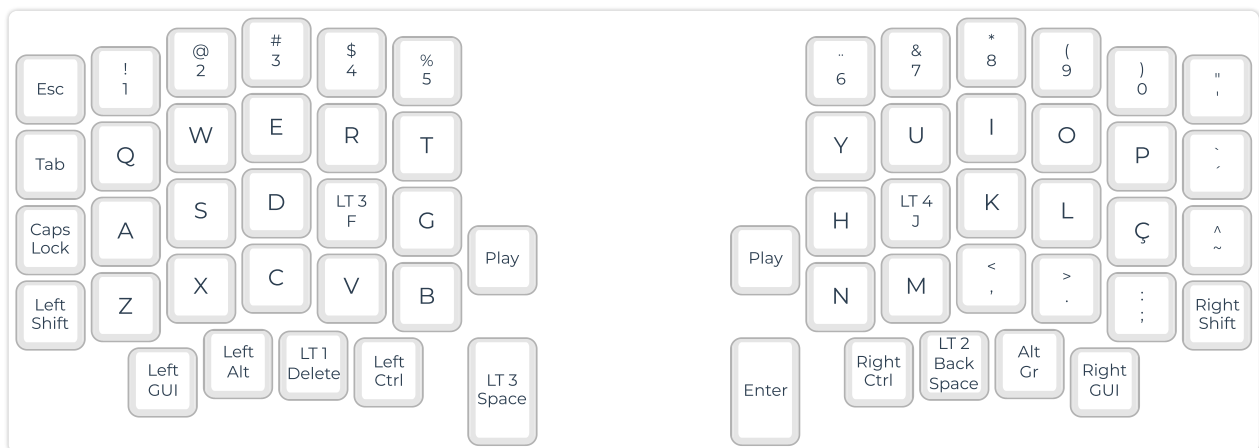 Esc
!
1
@
2
#
3
$
4
%
5
¨
6
&
7
*
8
(
9
)
0
"
'
Tab
Q
W
E
R
T
Y
U
I
O
P
`
´
Caps
Lock
A
S
D
LT 3
F
G
Play
Play
H
LT 4
J
K
L
Ç
^
~
Left
Shift
Z
X
C
V
B
N
M
<
,
>
.
:
;
Right
Shift
Left
GUI
Left
Alt
LT 1
Delete
Left
Ctrl
LT 3
Space
Enter
Right
Ctrl
LT 2
Back
Space
Alt
Gr
Right
GUI